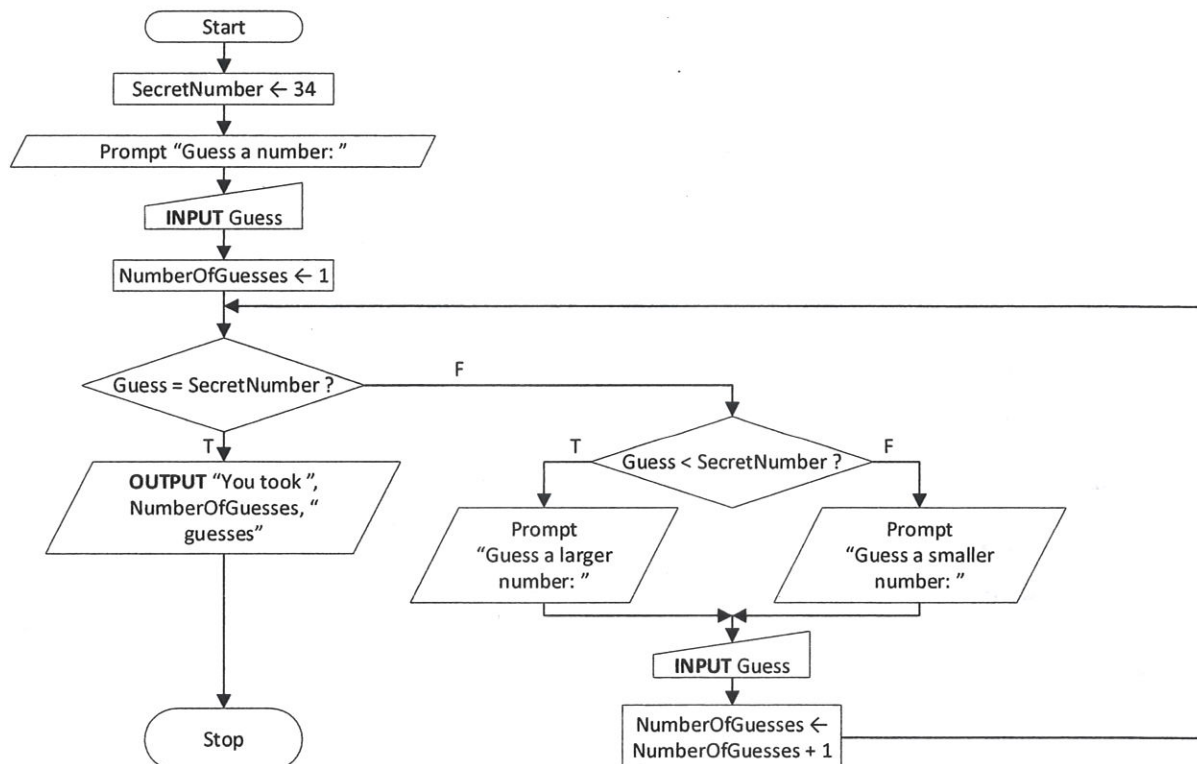 Start
SecretNumber ← 34
Prompt “Guess a number: ”
INPUT Guess
NumberOfGuesses ← 1
Guess = SecretNumber ?
F
T
OUTPUT “You took ”,
NumberOfGuesses, “
guesses”
Stop
Guess < SecretNumber ?
T
F
Prompt
“Guess a larger
number: ”
Prompt
“Guess a smaller
number: ”
INPUT Guess
NumberOfGuesses ←
NumberOfGuesses + 1